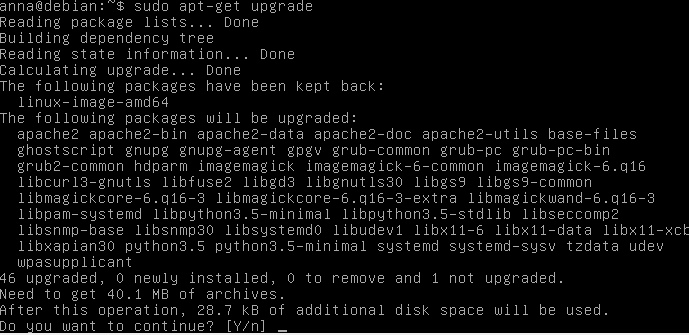 anna@debian:~$ sudo apt-get upgrade
Reading package lists... Done
Building dependency tree
Reading state information... Done
Calculating upgrade... Done
The following packages have been kept back:
  linux-image-amd64
The following packages will be upgraded:
  apache2 apache2-bin apache2-data apache2-doc apache2-utils base-files
  ghostscript gnupg gnupg-agent gpgv grub-common grub-pc grub-pc-bin
  grub2-common hdparm imagemagick imagemagick-6-common imagemagick-6.q16
  libcurl3-gnutls libfuse2 libgd3 libgnutls30 libgs9 libgs9-common
  libmagickcore-6.q16-3 libmagickcore-6.q16-3-extra libmagickwand-6.q16-3
  libpam-systemd libpython3.5-minimal libpython3.5-stdlib libseccomp2
  libsnmp-base libsnmp30 libsystemd0 libudev1 libx11-6 libx11-data libx11-xcb
  libxapian30 python3.5 python3.5-minimal systemd systemd-sysv tzdata udev
  wpasupplicant
46 upgraded, 0 newly installed, 0 to remove and 1 not upgraded.
Need to get 40.1 MB of archives.
After this operation, 28.7 kB of additional disk space will be used.
Do you want to continue? [Y/n] _